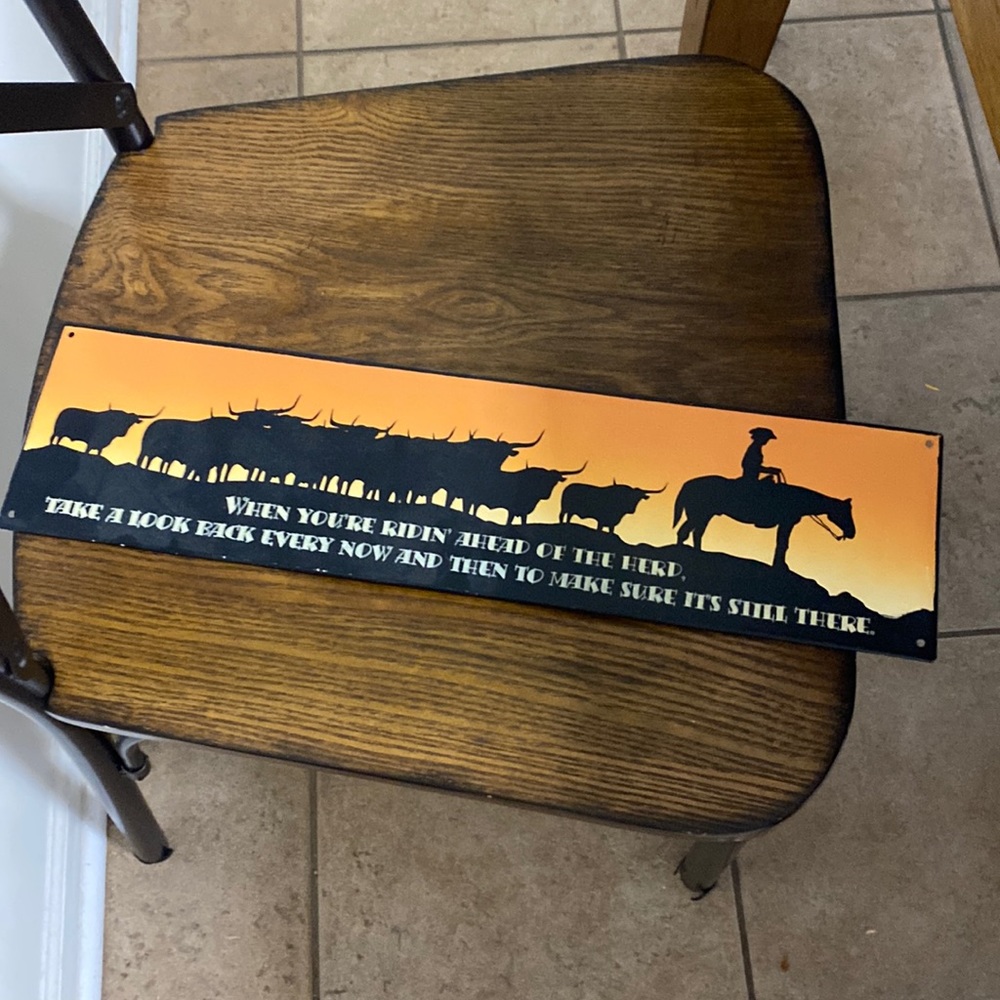 WHEN YOU'RE RIDIN' AHEAD OF THE HERD,
TAKE A LOOK BACK EVERY NOW AND THEN TO MAKE SURE IT'S STILL THERE.